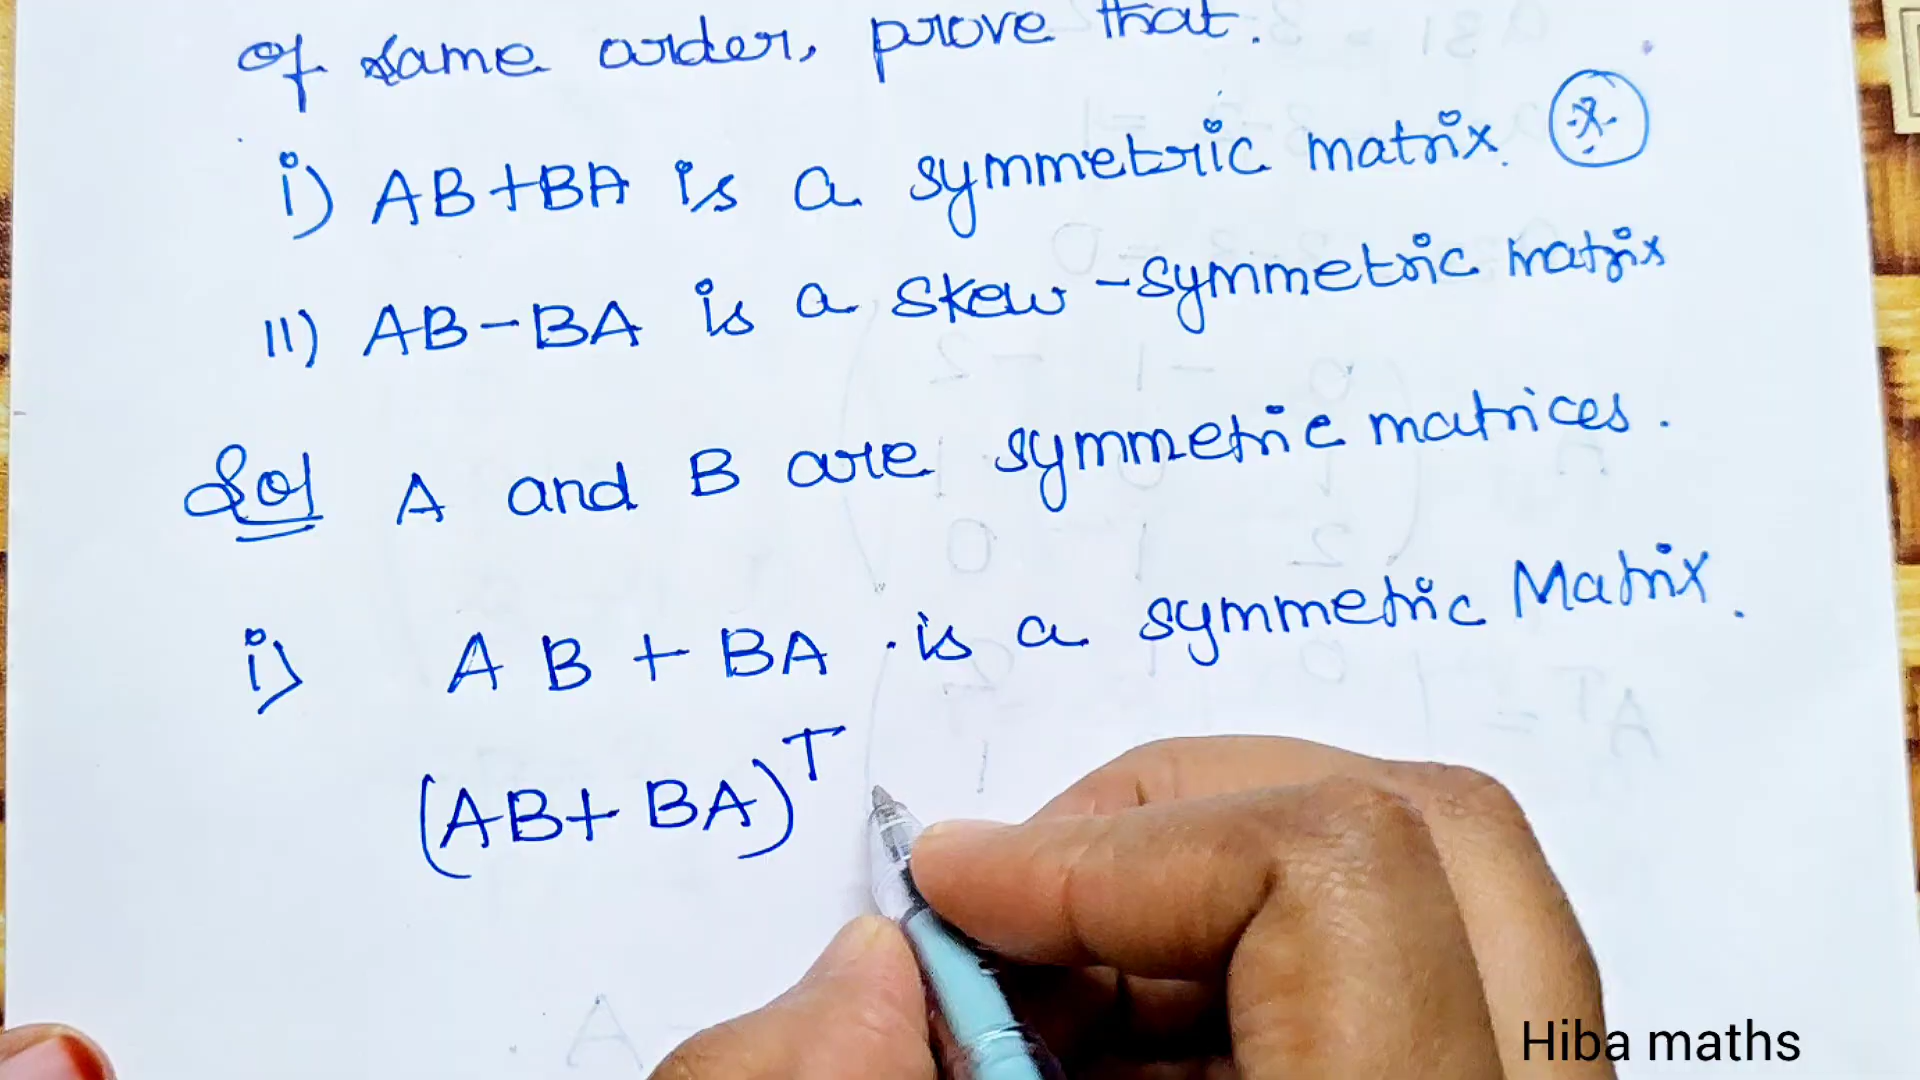 of same order, prove that.
i) AB+BA is a symmetric matrix. *
11) AB-BA is a skew-symmetric matrix
Sol A and B are symmetric matrices.
i) AB + BA is a symmetric Matrix.
(AB+ BA)ᵀ
Hiba maths